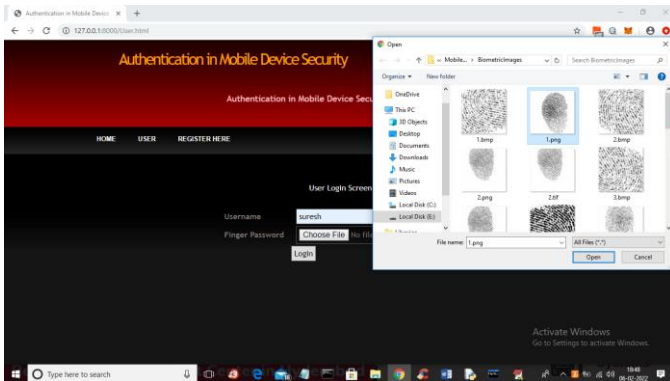 Authentication in Mobile Device
127.0.0.1:8000/User.html
Authentication in Mobile Device Security
Authentication in Mobile Device Secu
HOME USER REGISTER HERE
User Login Screen
Username suresh
Finger Password Choose File No file
Login
Open
Mobile... > BiometricImages
Search BiometricImages
Organize New folder
OneDrive
This PC
3D Objects
Desktop
Documents
Downloads
Music
Pictures
Videos
Local Disk (C:)
Local Disk (E:)
1.bmp 1.png 2.bmp
2.png 2.tif 3.bmp
File name: 1.png All Files (*.*)
Open Cancel
Activate Windows
Go to Settings to activate Windows.
Type here to search
18:48
06-02-2022